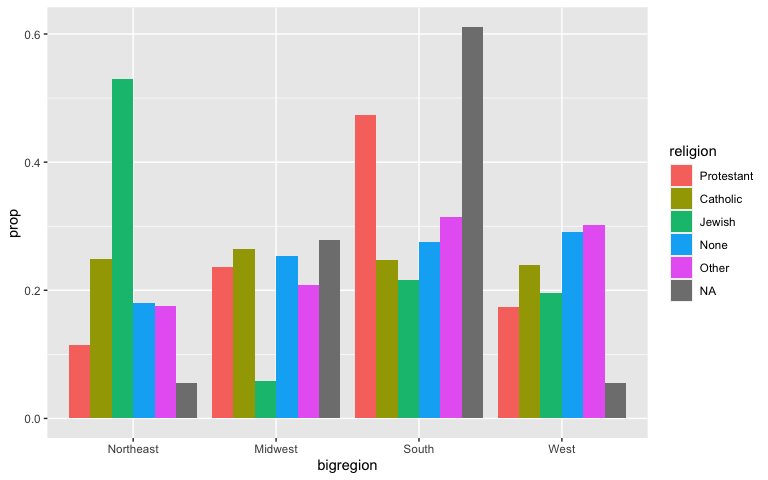 prop
0.6
0.4
0.2
0.0
Northeast
Midwest
South
West
bigregion
religion
Protestant
Catholic
Jewish
None
Other
NA